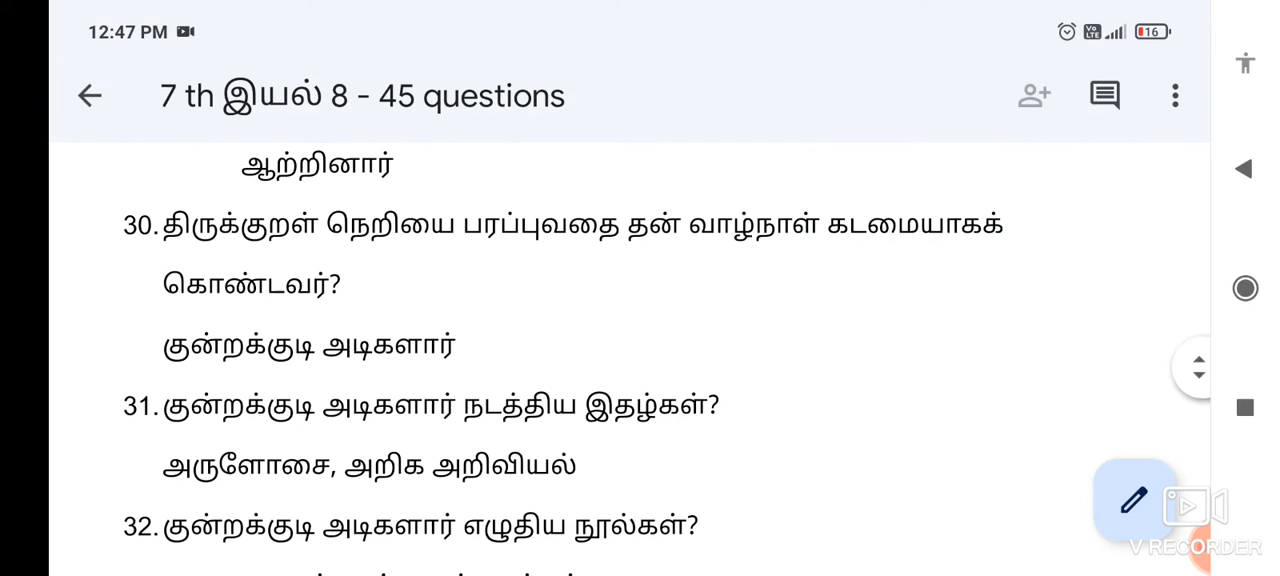 12:47 PM
16
7 th இயல் 8 - 45 questions
ஆற்றினார்
30. திருக்குறள் நெறியை பரப்புவதை தன் வாழ்நாள் கடமையாகக்
கொண்டவர்?
குன்றக்குடி அடிகளார்
31. குன்றக்குடி அடிகளார் நடத்திய இதழ்கள்?
அருளோசை, அறிக அறிவியல்
32. குன்றக்குடி அடிகளார் எழுதிய நூல்கள்?
V RECORDER